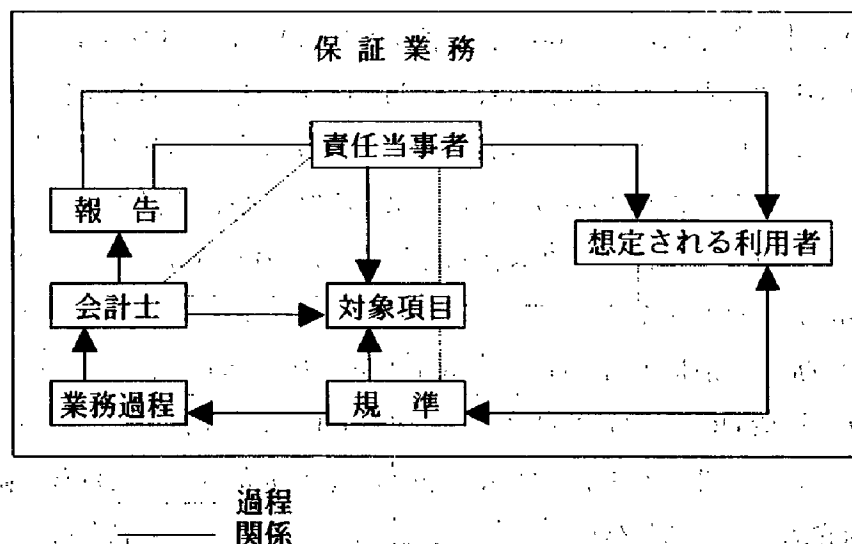 保証業務
責任当事者
報告
想定される利用者
会計士
対象項目
業務過程
規準
過程
関係